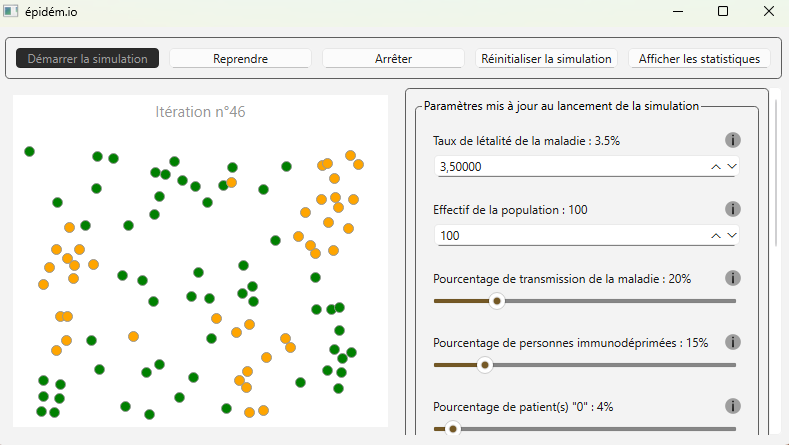 épidém.io
Démarrer la simulation
Reprendre
Arrêter
Réinitialiser la simulation
Afficher les statistiques
Itération n°46
Paramètres mis à jour au lancement de la simulation
Taux de létalité de la maladie : 3.5%
3,50000
Effectif de la population : 100
100
Pourcentage de transmission de la maladie : 20%
Pourcentage de personnes immunodéprimées : 15%
Pourcentage de patient(s) "0" : 4%